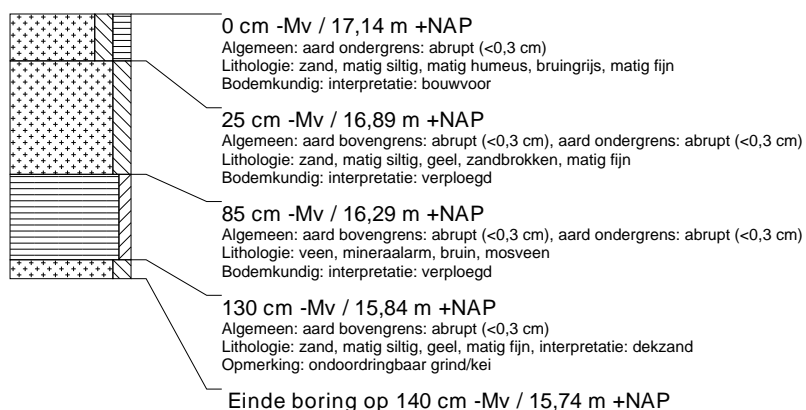 0 cm -Mv / 17,14 m +NAP
Algemeen: aard ondergrens: abrupt (<0,3 cm)
Lithologie: zand, matig siltig, matig humeus, bruingrijs, matig fijn
Bodemkundig: interpretatie: bouwvoor
25 cm -Mv / 16,89 m +NAP
Algemeen: aard bovengrens: abrupt (<0,3 cm), aard ondergrens: abrupt (<0,3 cm)
Lithologie: zand, matig siltig, geel, zandbrokken, matig fijn
Bodemkundig: interpretatie: verploegd
85 cm -Mv / 16,29 m +NAP
Algemeen: aard bovengrens: abrupt (<0,3 cm), aard ondergrens: abrupt (<0,3 cm)
Lithologie: veen, mineraalarm, bruin, mosveen
Bodemkundig: interpretatie: verploegd
130 cm -Mv / 15,84 m +NAP
Algemeen: aard bovengrens: abrupt (<0,3 cm)
Lithologie: zand, matig siltig, geel, matig fijn, interpretatie: dekzand
Opmerking: ondoordringbaar grind/kei
Einde boring op 140 cm -Mv / 15,74 m +NAP